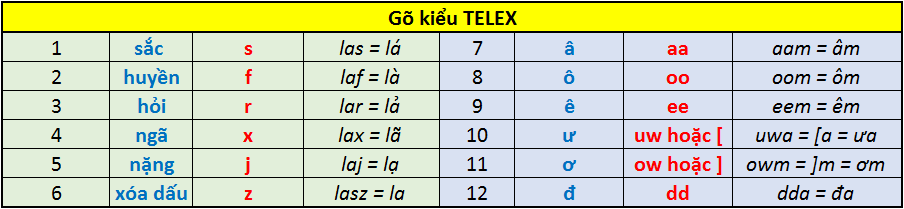 Gõ kiểu TELEX
1 sắc s las = lá 7 â aa aam = âm
2 huyền f laf = là 8 ô oo oom = ôm
3 hỏi r lar = lả 9 ê ee eem = êm
4 ngã x lax = lã 10 ư uw hoặc [ uwa = [a = ưa
5 nặng j laj = lạ 11 ơ ow hoặc ] owm = ]m = ơm
6 xóa dấu z lasz = la 12 đ dd dda = đa